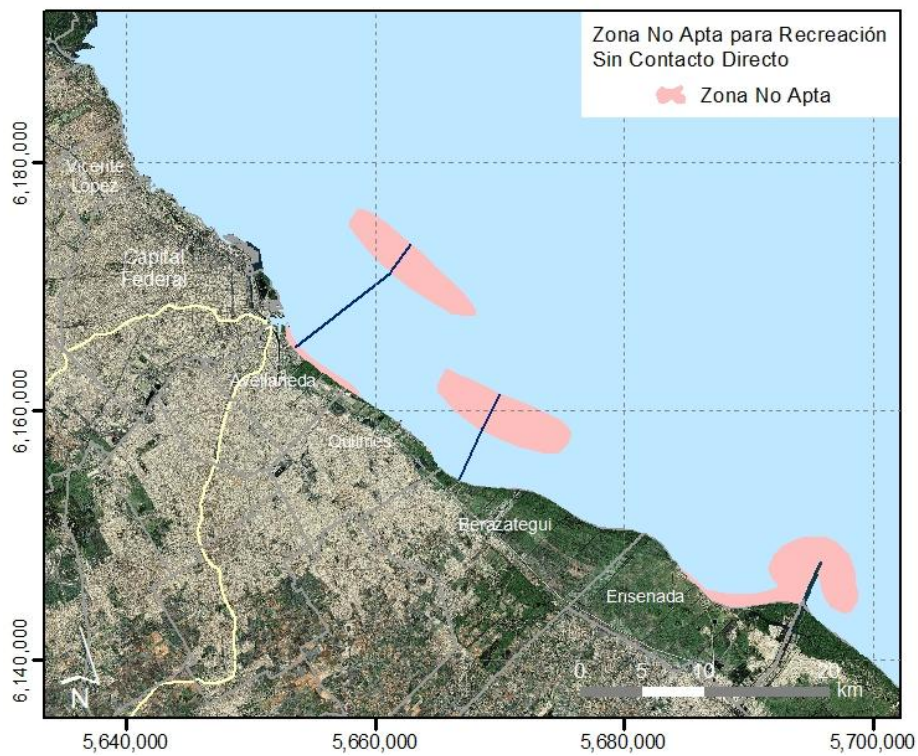 Zona No Apta para Recreación
Sin Contacto Directo
Zona No Apta
6,180,000
Vicente
López
Capital
Federal
Avellaneda
6,160,000
Quilmes
Berazategui
Ensenada
6,140,000
N
0 5 10 20
km
5,640,000 5,660,000 5,680,000 5,700,000